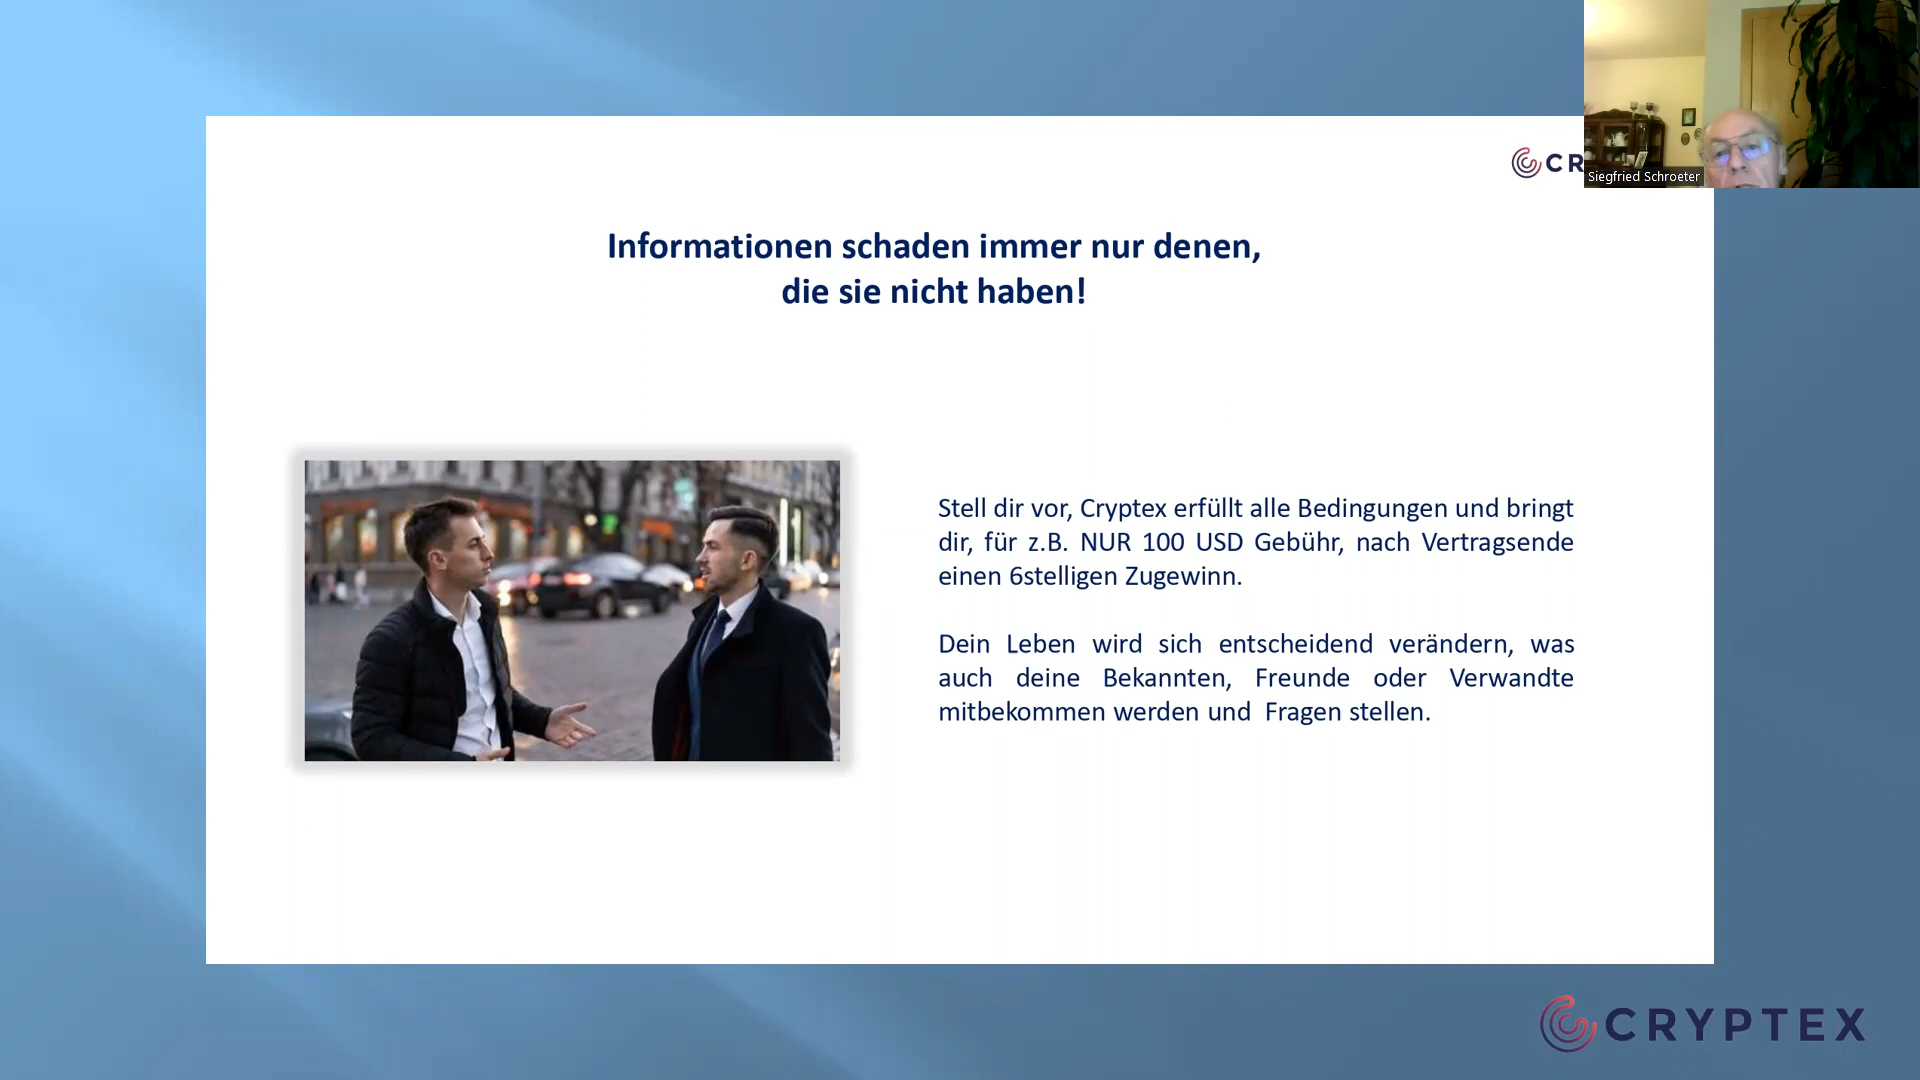 CR
Siegfried Schroeter
Informationen schaden immer nur denen,
die sie nicht haben!
Stell dir vor, Cryptex erfüllt alle Bedingungen und bringt
dir, für z.B. NUR 100 USD Gebühr, nach Vertragsende
einen 6stelligen Zugewinn.
Dein Leben wird sich entscheidend verändern, was
auch deine Bekannten, Freunde oder Verwandte
mitbekommen werden und Fragen stellen.
CRYPTEX